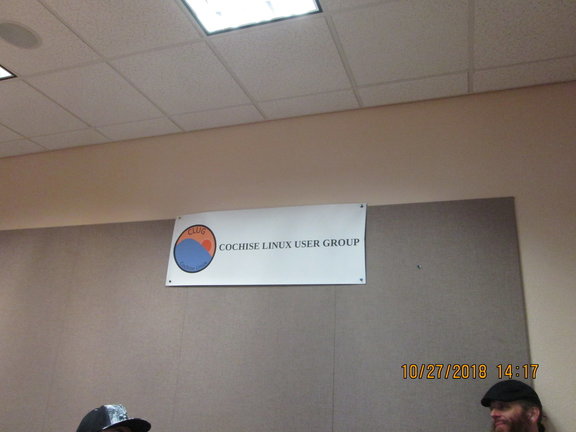 CLUG
COCHISE LINUX USER GROUP
10/27/2018 14:17